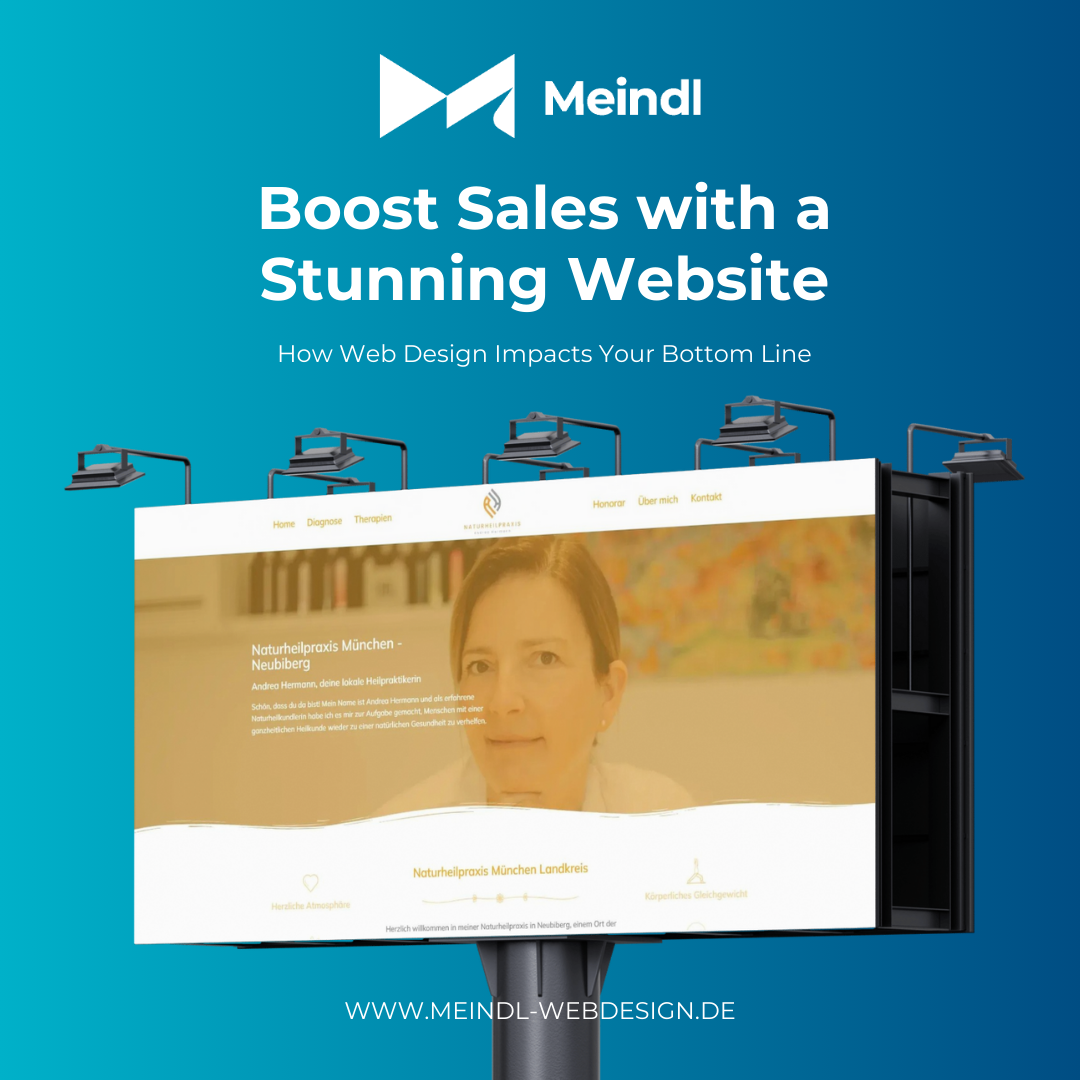 Meindl
Boost Sales with a
Stunning Website
How Web Design Impacts Your Bottom Line
Home Diagnose Therapien
NATURHEILPRAXIS
Honorar Über mich Kontakt
Naturheilpraxis München -
Neubiberg
Andrea Hermann, deine lokale Heilpraktikerin
Schön, dass du da bist! Mein Name ist Andrea Hermann und als erfahrene
Naturheilkundlerin habe ich es mir zur Aufgabe gemacht, Menschen mit einer
ganzheitlichen Heilkunde wieder zu einer natürlichen Gesundheit zu verhelfen.
Naturheilpraxis München Landkreis
Herzliche Atmosphäre
Körperliches Gleichgewicht
Herzlich willkommen in meiner Naturheilpraxis in Neubiberg, einem Ort der
WWW.MEINDL-WEBDESIGN.DE